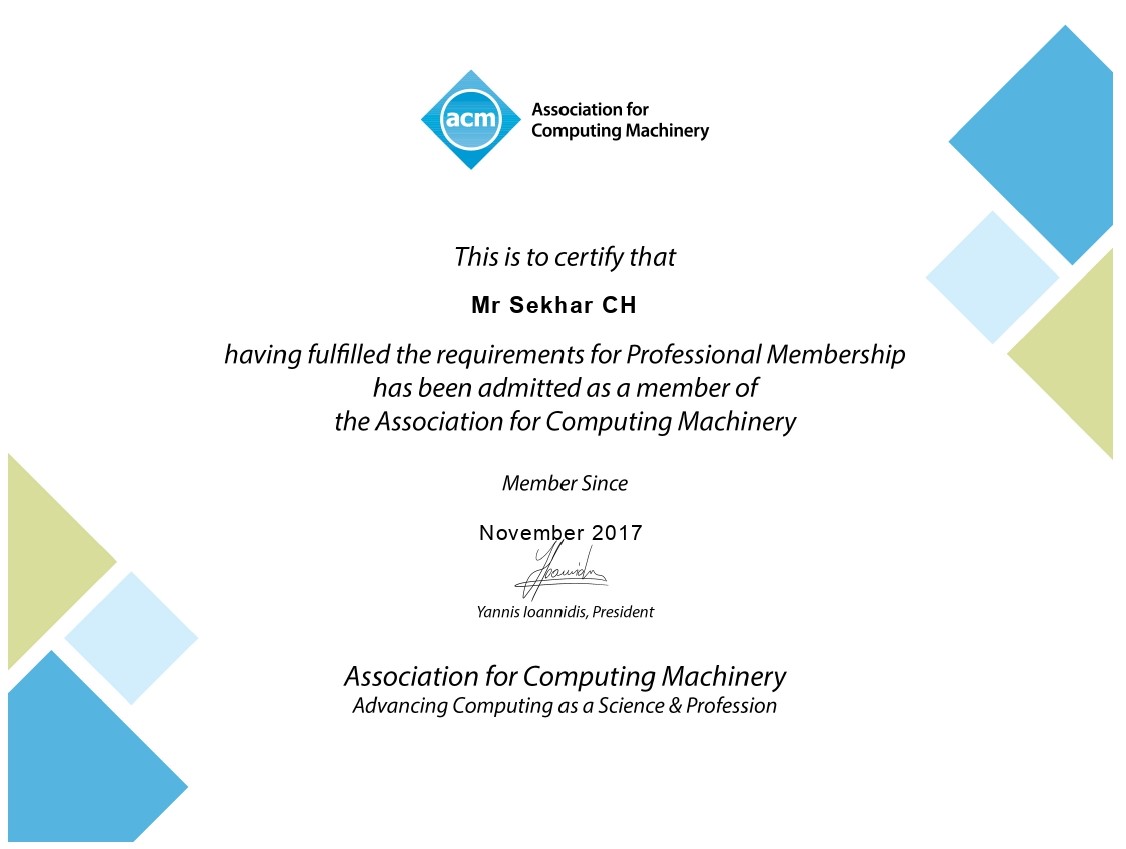 acm
Association for
Computing Machinery
This is to certify that
Mr Sekhar CH
having fulfilled the requirements for Professional Membership
has been admitted as a member of
the Association for Computing Machinery
Member Since
November 2017
Yannis Ioannidis, President
Association for Computing Machinery
Advancing Computing as a Science & Profession